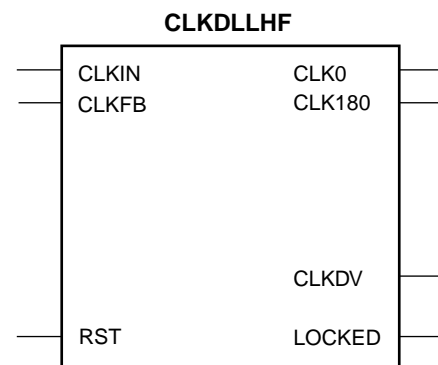 CLKDLLHF
CLKIN CLK0
CLKFB CLK180
CLKDV
RST LOCKED